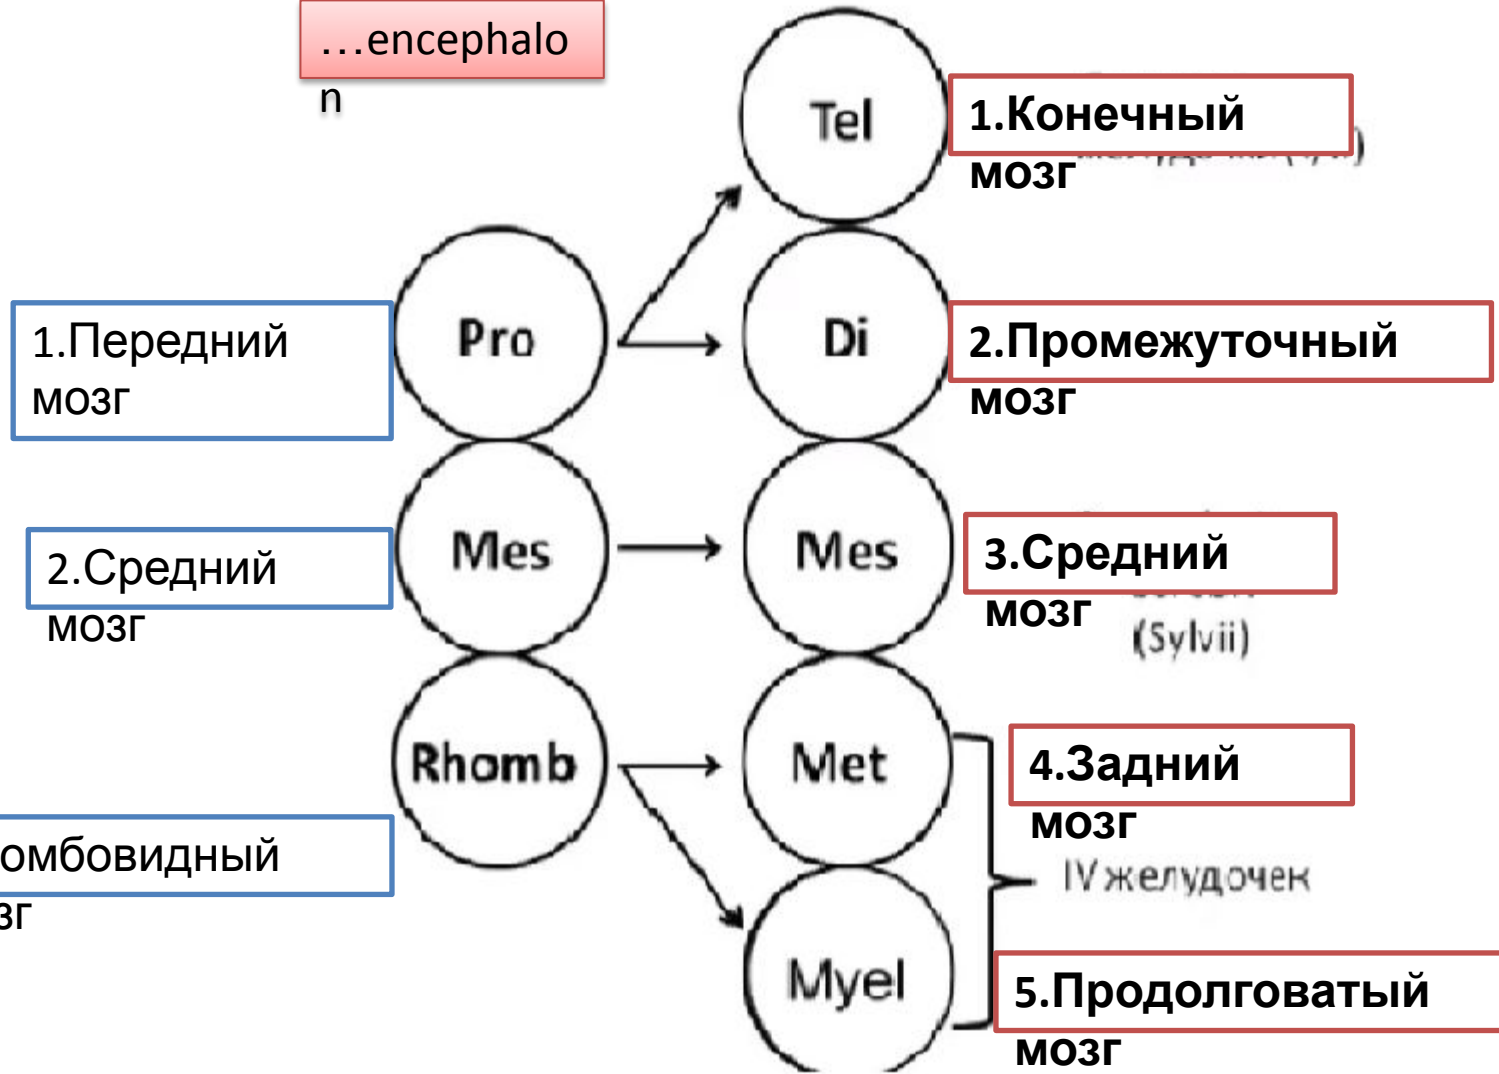 ...encephalo
n
Tel
1.Конечный
мозг
Pro
Di
1.Передний
мозг
2.Промежуточный
мозг
Mes
Mes
2.Средний
мозг
3.Средний
мозг
(Sylvii)
Rhomb
Met
4.Задний
мозг
омбовидный
зг
IV желудочек
Myel
5.Продолговатый
мозг